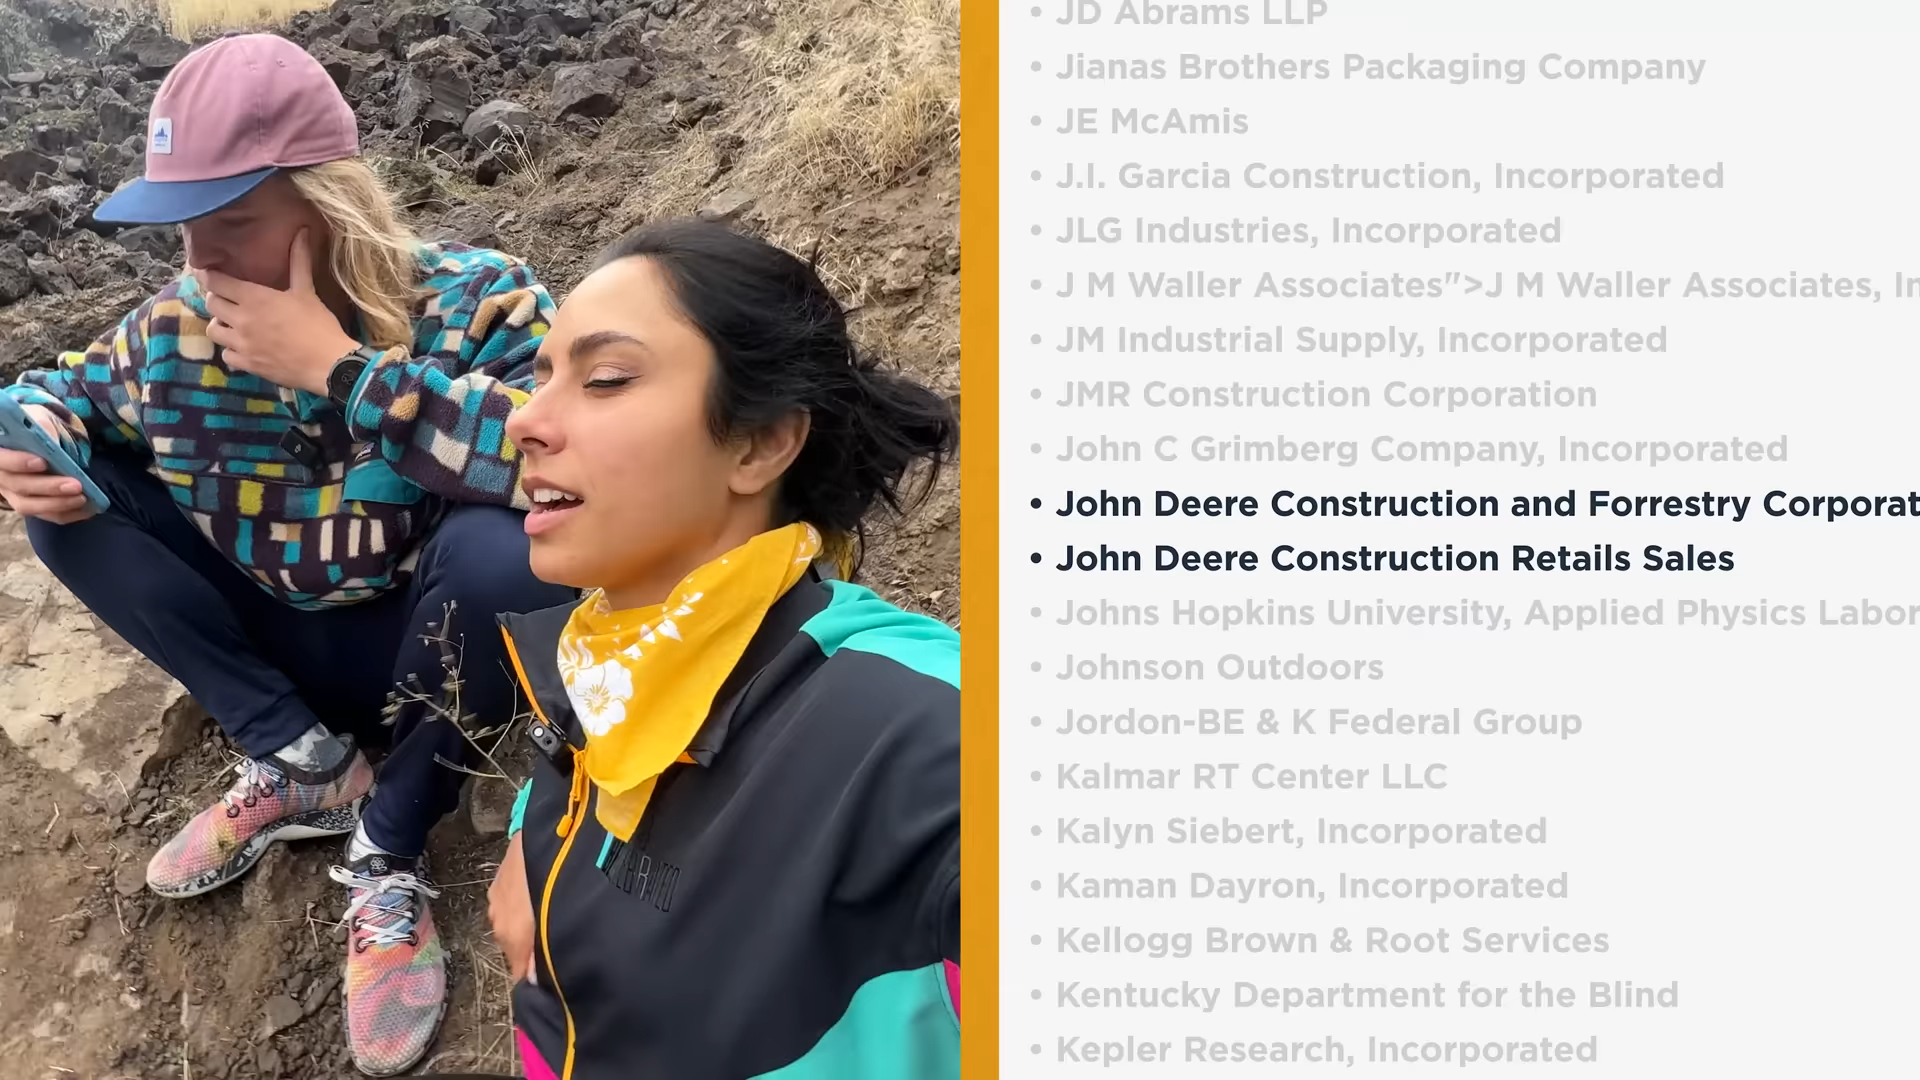 • JD Abrams LLP
• Jianas Brothers Packaging Company
• JE McAmis
• J.I. Garcia Construction, Incorporated
• JLG Industries, Incorporated
• J M Waller Associates">J M Waller Associates, In
• JM Industrial Supply, Incorporated
• JMR Construction Corporation
• John C Grimberg Company, Incorporated
• John Deere Construction and Forrestry Corporat
• John Deere Construction Retails Sales
• Johns Hopkins University, Applied Physics Labor
• Johnson Outdoors
• Jordon-BE & K Federal Group
• Kalmar RT Center LLC
• Kalyn Siebert, Incorporated
• Kaman Dayron, Incorporated
• Kellogg Brown & Root Services
• Kentucky Department for the Blind
• Kepler Research, Incorporated